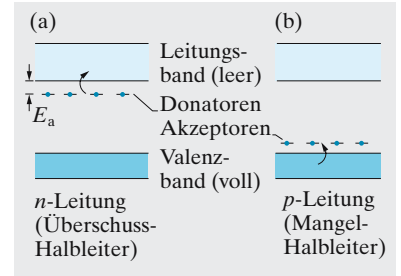 (a)
(b)
Leitungs-
band (leer)
E_a
Donatoren
Akzeptoren
Valenz-
band (voll)
n-Leitung
(Überschuss-
Halbleiter)
p-Leitung
(Mangel-
Halbleiter)